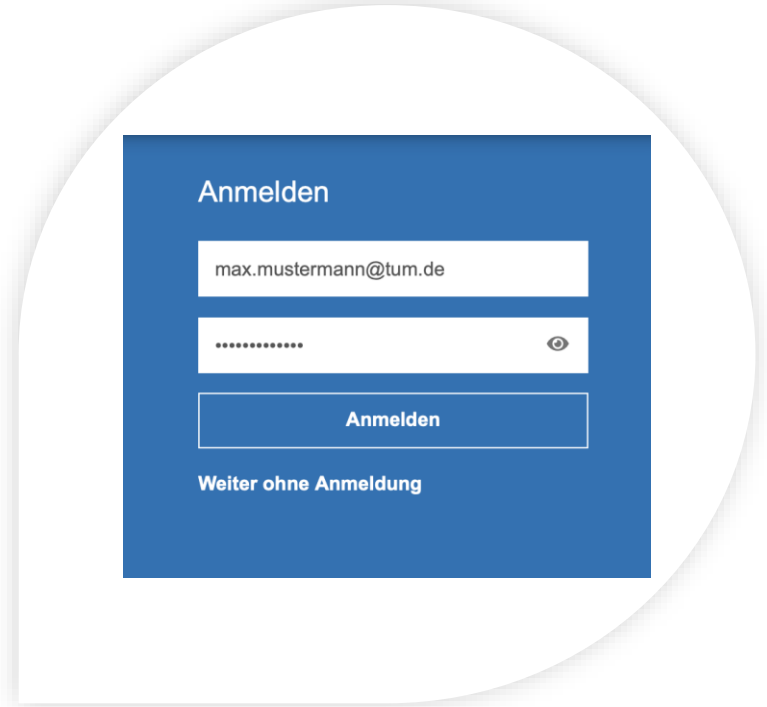 Anmelden
max.mustermann@tum.de
•••••••••••••
Anmelden
Weiter ohne Anmeldung